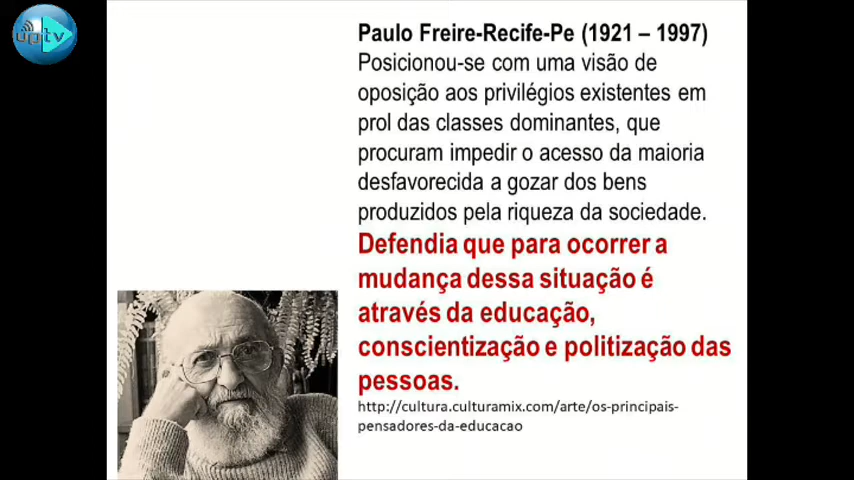 uptv
Paulo Freire-Recife-Pe (1921 – 1997)
Posicionou-se com uma visão de
oposição aos privilégios existentes em
prol das classes dominantes, que
procuram impedir o acesso da maioria
desfavorecida a gozar dos bens
produzidos pela riqueza da sociedade.
Defendia que para ocorrer a
mudança dessa situação é
através da educação,
conscientização e politização das
pessoas.
http://cultura.culturamix.com/arte/os-principais-
pensadores-da-educacao